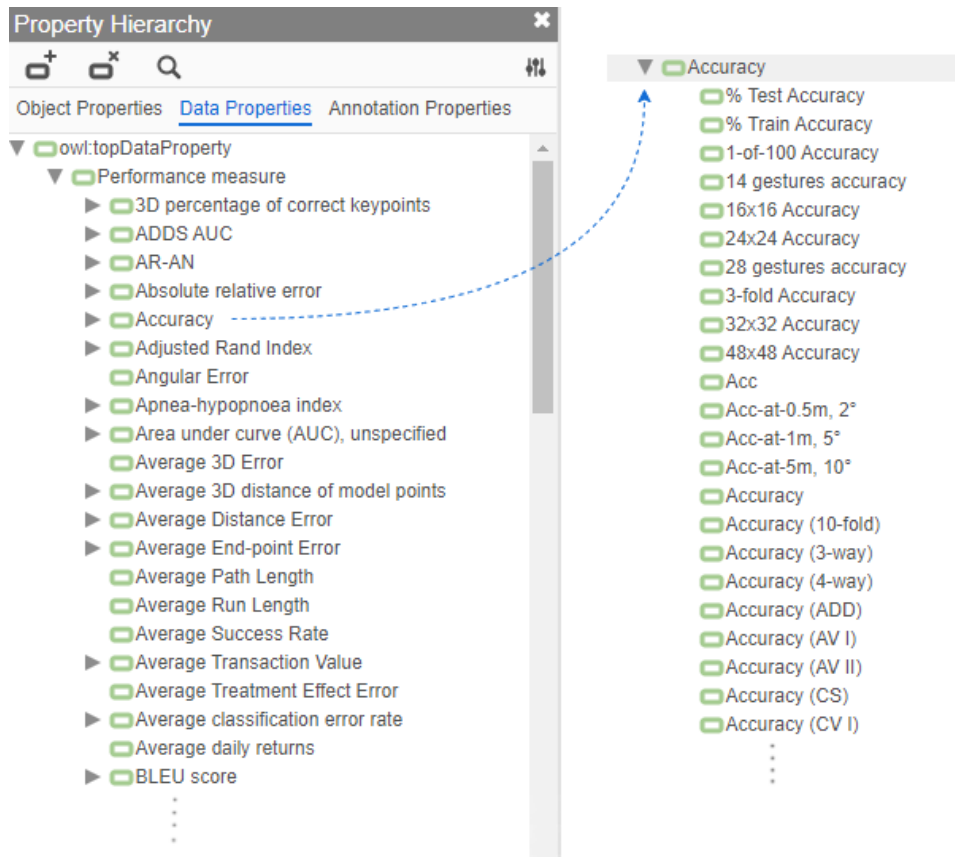 Property Hierarchy
Object Properties Data Properties Annotation Properties
owl:topDataProperty
Performance measure
3D percentage of correct keypoints
ADDS AUC
AR-AN
Absolute relative error
Accuracy
Adjusted Rand Index
Angular Error
Apnea-hypopnoea index
Area under curve (AUC), unspecified
Average 3D Error
Average 3D distance of model points
Average Distance Error
Average End-point Error
Average Path Length
Average Run Length
Average Success Rate
Average Transaction Value
Average Treatment Effect Error
Average classification error rate
Average daily returns
BLEU score
Accuracy
% Test Accuracy
% Train Accuracy
1-of-100 Accuracy
14 gestures accuracy
16x16 Accuracy
24x24 Accuracy
28 gestures accuracy
3-fold Accuracy
32x32 Accuracy
48x48 Accuracy
Acc
Acc-at-0.5m, 2°
Acc-at-1m, 5°
Acc-at-5m, 10°
Accuracy
Accuracy (10-fold)
Accuracy (3-way)
Accuracy (4-way)
Accuracy (ADD)
Accuracy (AV I)
Accuracy (AV II)
Accuracy (CS)
Accuracy (CV I)